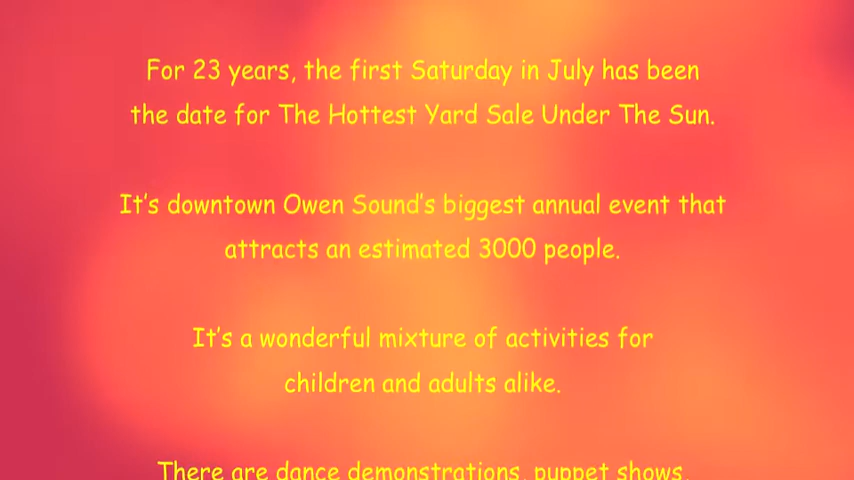 For 23 years, the first Saturday in July has been
the date for The Hottest Yard Sale Under The Sun.
It's downtown Owen Sound's biggest annual event that
attracts an estimated 3000 people.
It's a wonderful mixture of activities for
children and adults alike.
There are dance demonstrations, puppet shows,